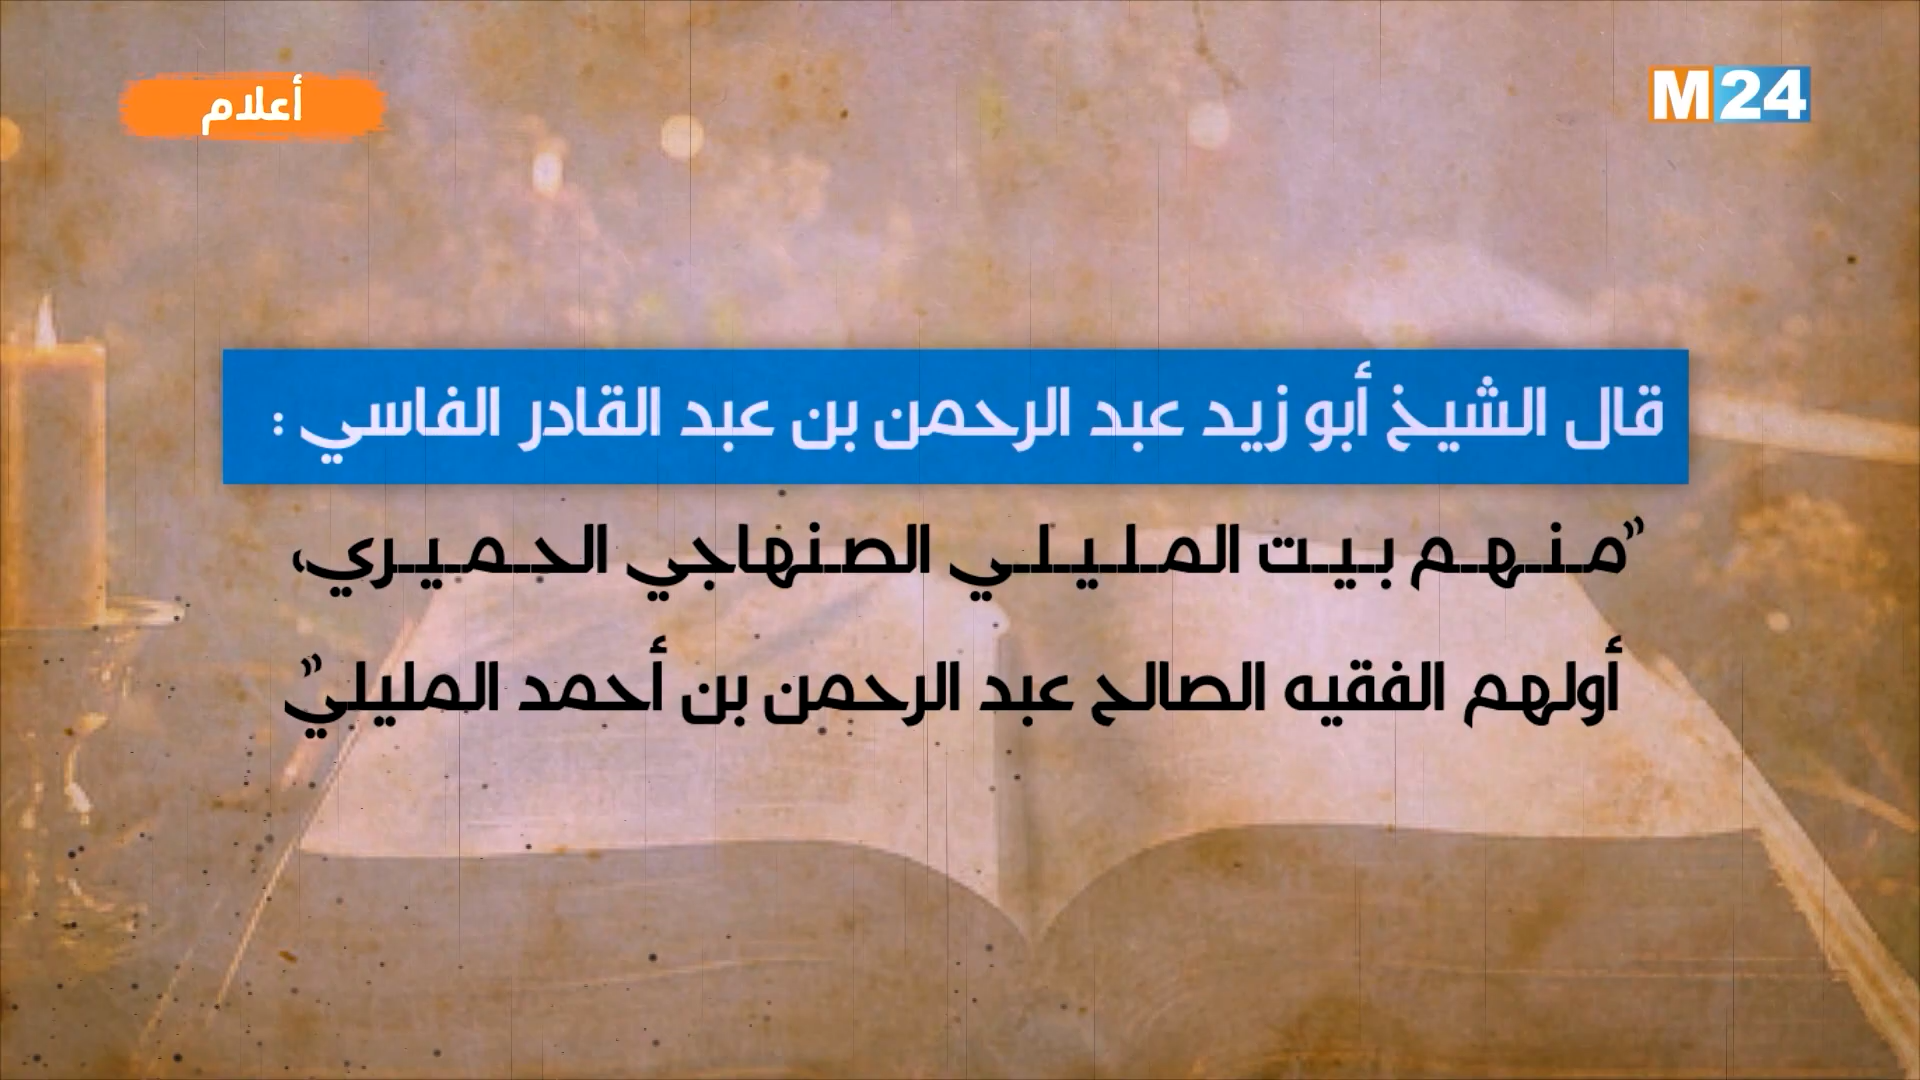 أعلام
M24
قال الشيخ أبو زيد عبد الرحمن بن عبد القادر الفاسي :
”منهم بيت المليلي الصنهاجي الحميري،
أولهم الفقيه الصالح عبد الرحمن بن أحمد المليلي”